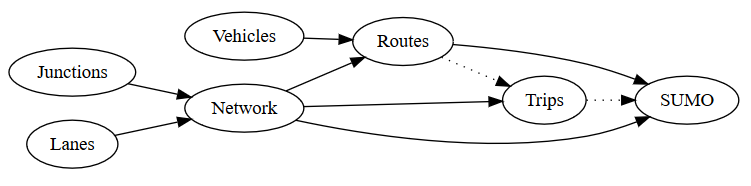 Vehicles
Routes
Junctions
Network
Trips
SUMO
Lanes